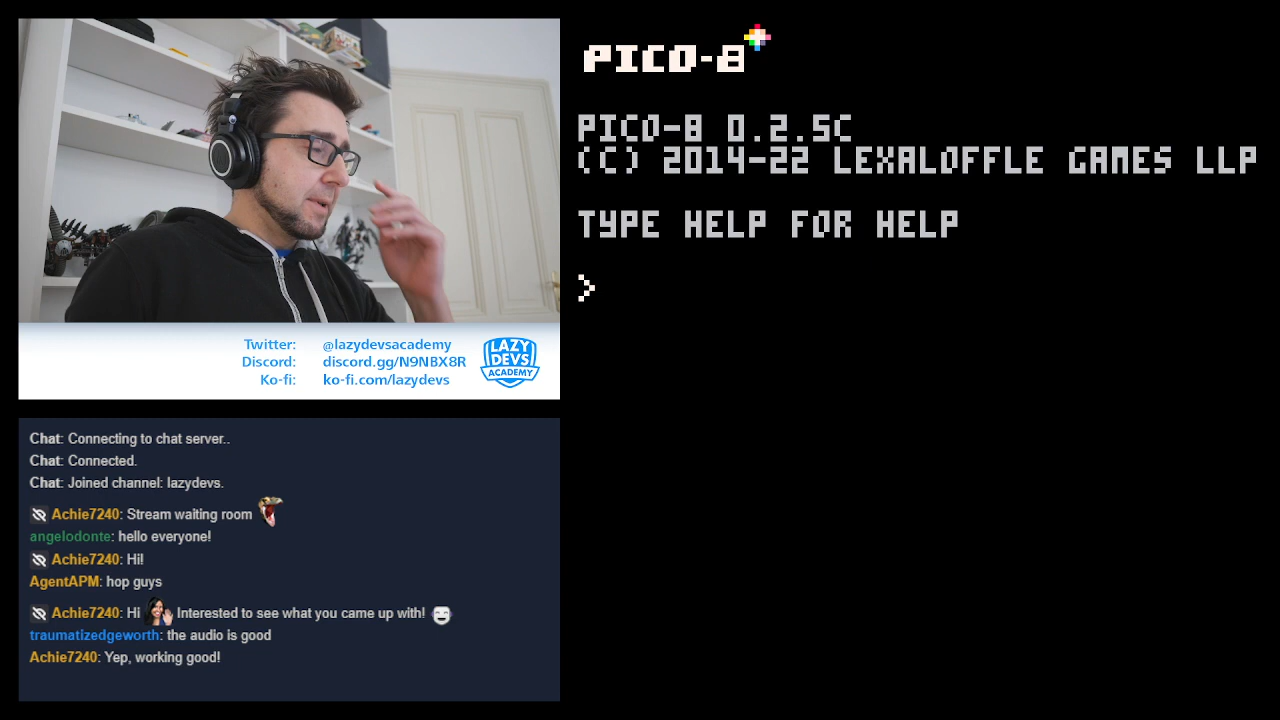 PICO-8
PICO-8 0.2.5C
(C) 2014-22 LEXALOFFLE GAMES LLP
TYPE HELP FOR HELP
>
Twitter: @lazydevsacademy
Discord: discord.gg/N9NBX8R
Ko-fi: ko-fi.com/lazydevs
LAZY
DEVS
ACADEMY
Chat: Connecting to chat server..
Chat: Connected.
Chat: Joined channel: lazydevs.
Achie7240: Stream waiting room
angelodonte: hello everyone!
Achie7240: Hi!
AgentAPM: hop guys
Achie7240: Hi Interested to see what you came up with!
traumatizedgeworth: the audio is good
Achie7240: Yep, working good!